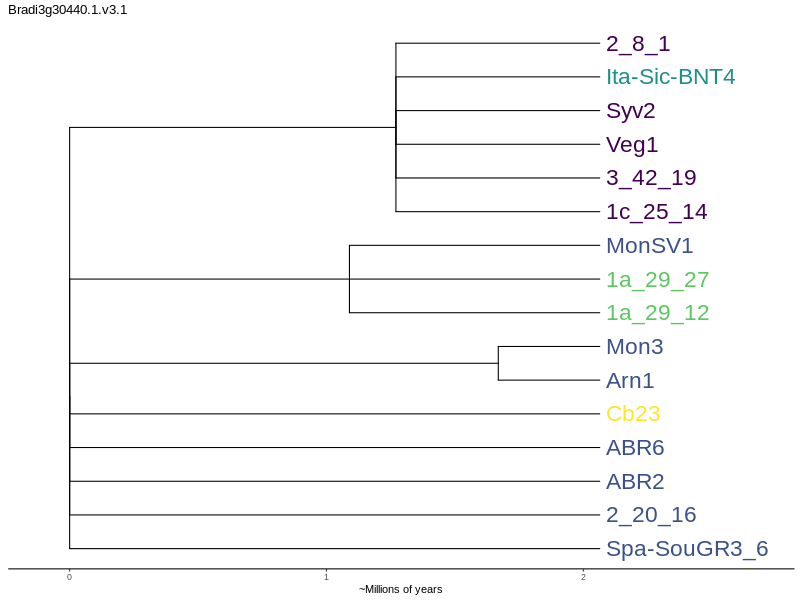 Bradi3g30440.1.v3.1
2_8_1
Ita-Sic-BNT4
Syv2
Veg1
3_42_19
1c_25_14
MonSV1
1a_29_27
1a_29_12
Mon3
Arn1
Cb23
ABR6
ABR2
2_20_16
Spa-SouGR3_6
0 1 2
~Millions of years